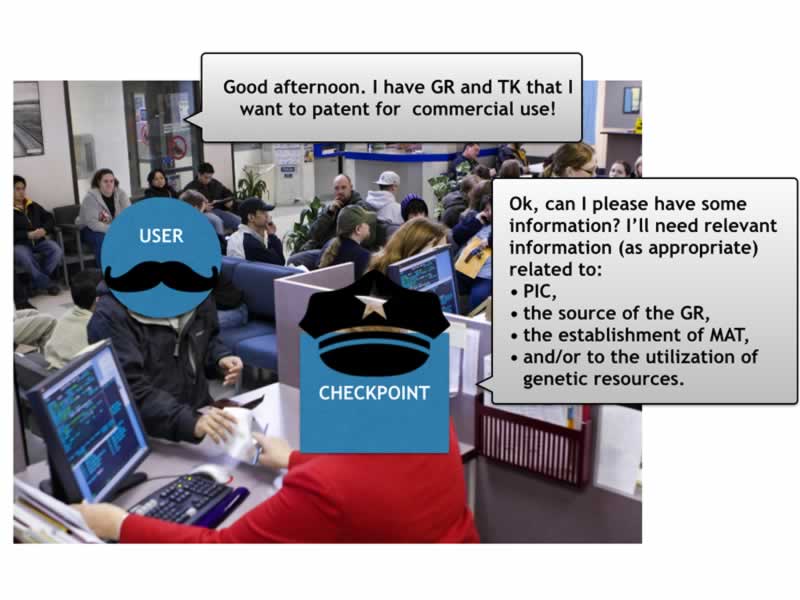 Good afternoon. I have GR and TK that I
want to patent for  commercial use!
Ok, can I please have some
information? I’ll need relevant
information (as appropriate)
related to:
• PIC,
• the source of the GR,
• the establishment of MAT,
• and/or to the utilization of
genetic resources.
USER
CHECKPOINT